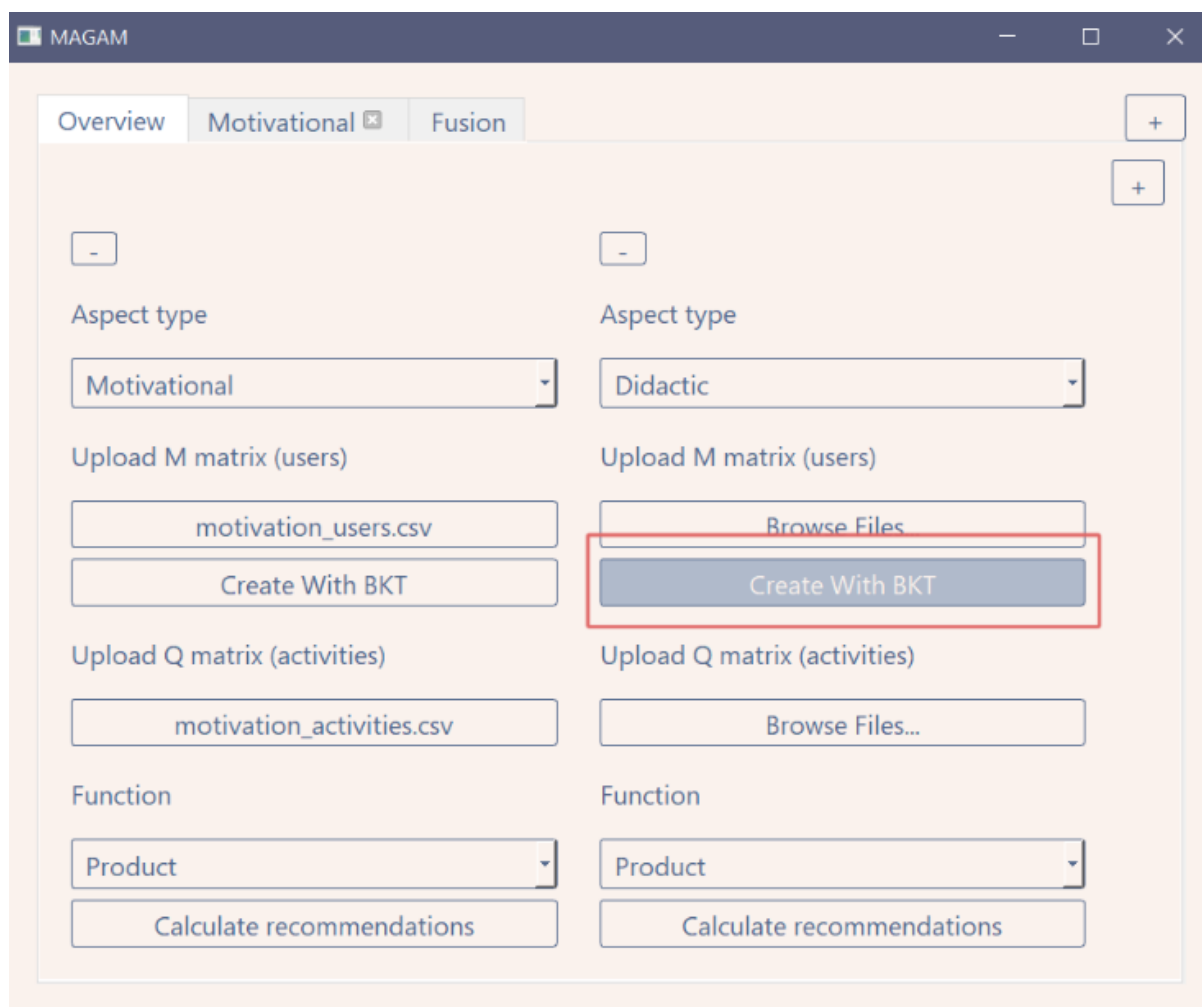 MAGAM
Overview
Motivational
Fusion
+
+
-
-
Aspect type
Aspect type
Motivational
Didactic
Upload M matrix (users)
Upload M matrix (users)
motivation_users.csv
Browse Files...
Create With BKT
Create With BKT
Upload Q matrix (activities)
Upload Q matrix (activities)
motivation_activities.csv
Browse Files...
Function
Function
Product
Product
Calculate recommendations
Calculate recommendations